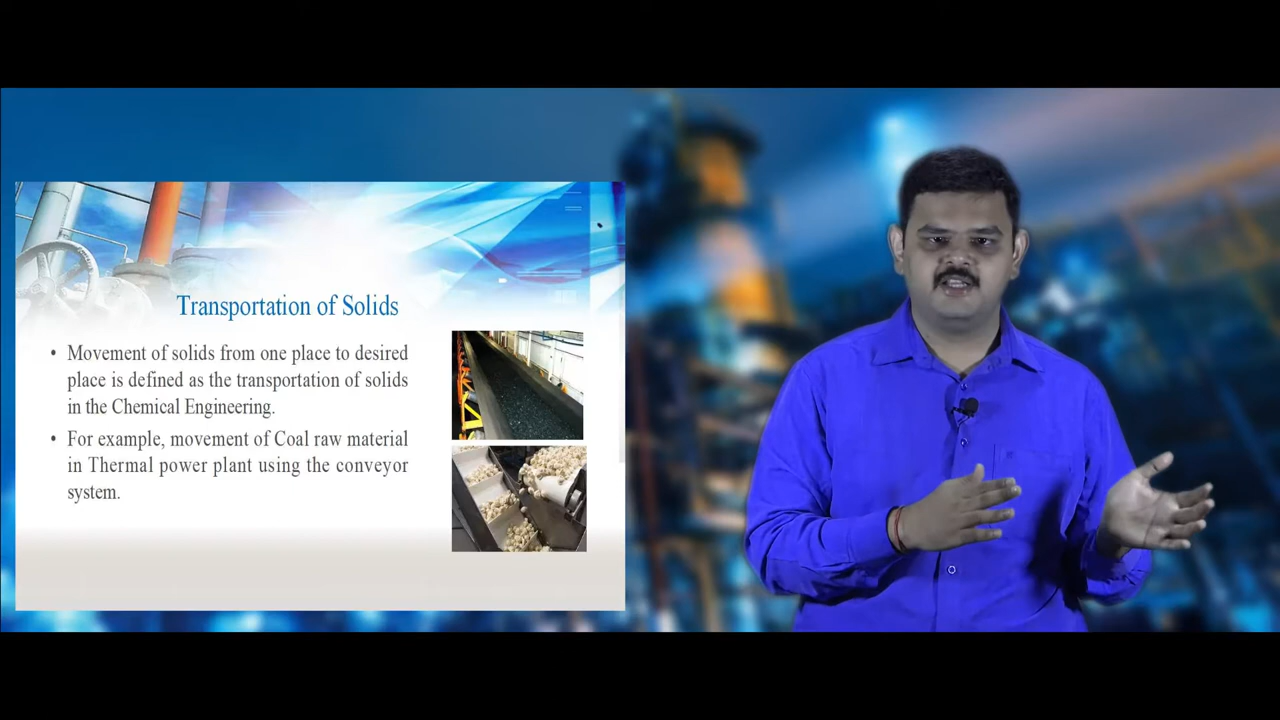 Transportation of Solids
• Movement of solids from one place to desired
place is defined as the transportation of solids
in the Chemical Engineering.
• For example, movement of Coal raw material
in Thermal power plant using the conveyor
system.